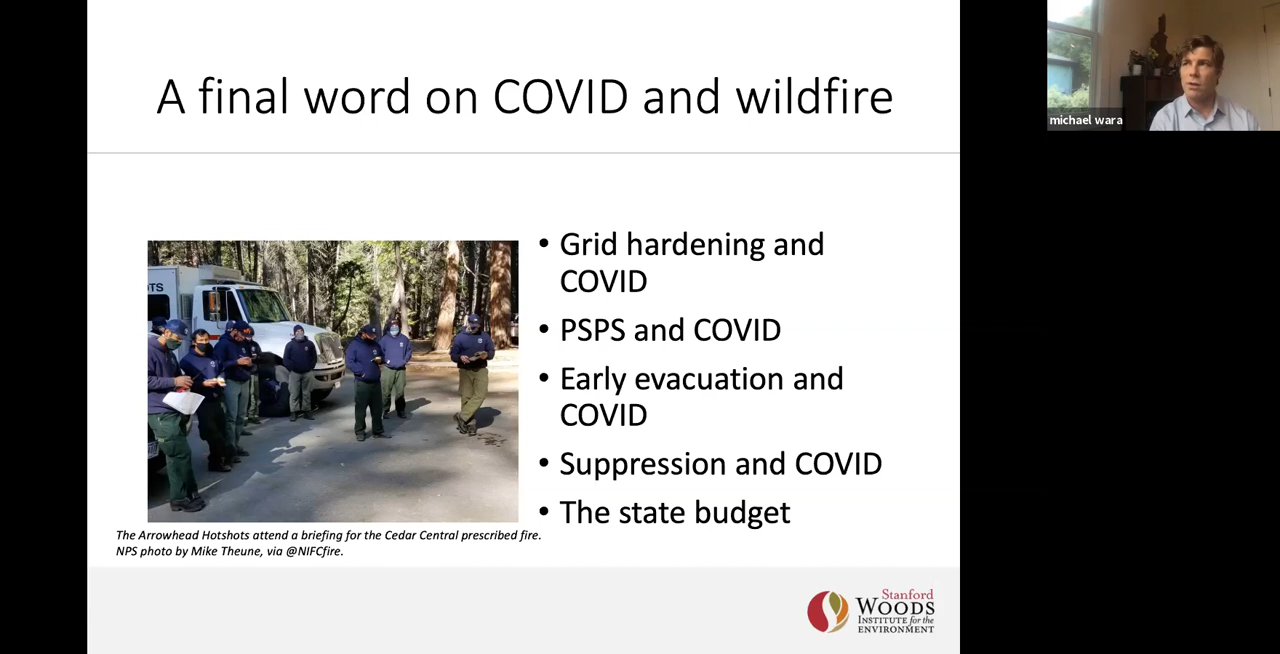 A final word on COVID and wildfire
michael wara
TS
• Grid hardening and
COVID
• PSPS and COVID
• Early evacuation and
COVID
• Suppression and COVID
• The state budget
The Arrowhead Hotshots attend a briefing for the Cedar Central prescribed fire.
NPS photo by Mike Theune, via @NIFCfire.
Stanford
WOODS
INSTITUTE for the
ENVIRONMENT